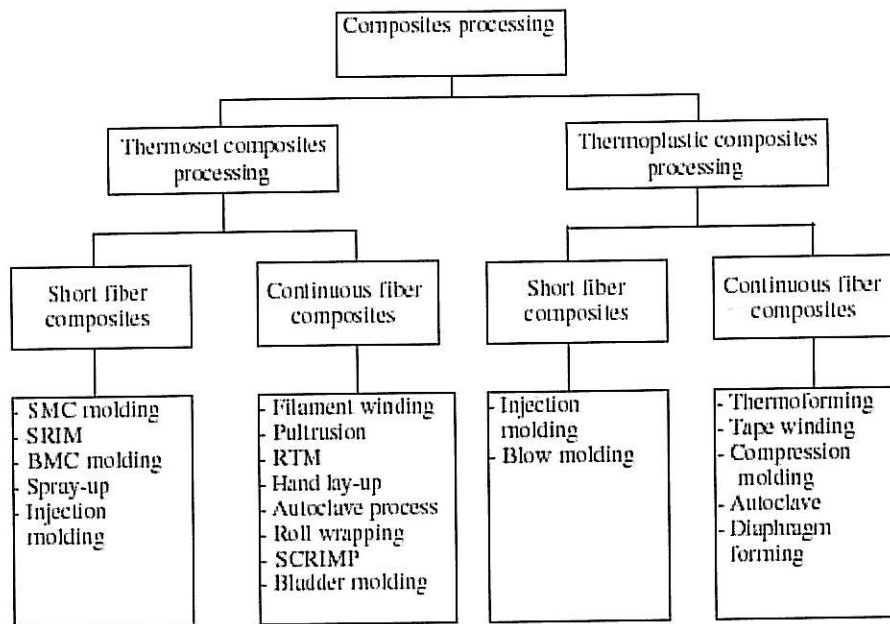 Composites processing
Thermoset composites
processing
Thermoplastic composites
processing
Short fiber
composites
Continuous fiber
composites
Short fiber
composites
Continuous fiber
composites
- SMC molding
- SRIM
- BMC molding
- Spray-up
- Injection
molding
- Filament winding
- Pultrusion
- RTM
- Hand lay-up
- Autoclave process
- Roll wrapping
- SCRIMP
- Bladder molding
- Injection
molding
- Blow molding
- Thermoforming
- Tape winding
- Compression
molding
- Autoclave
- Diaphragm
forming